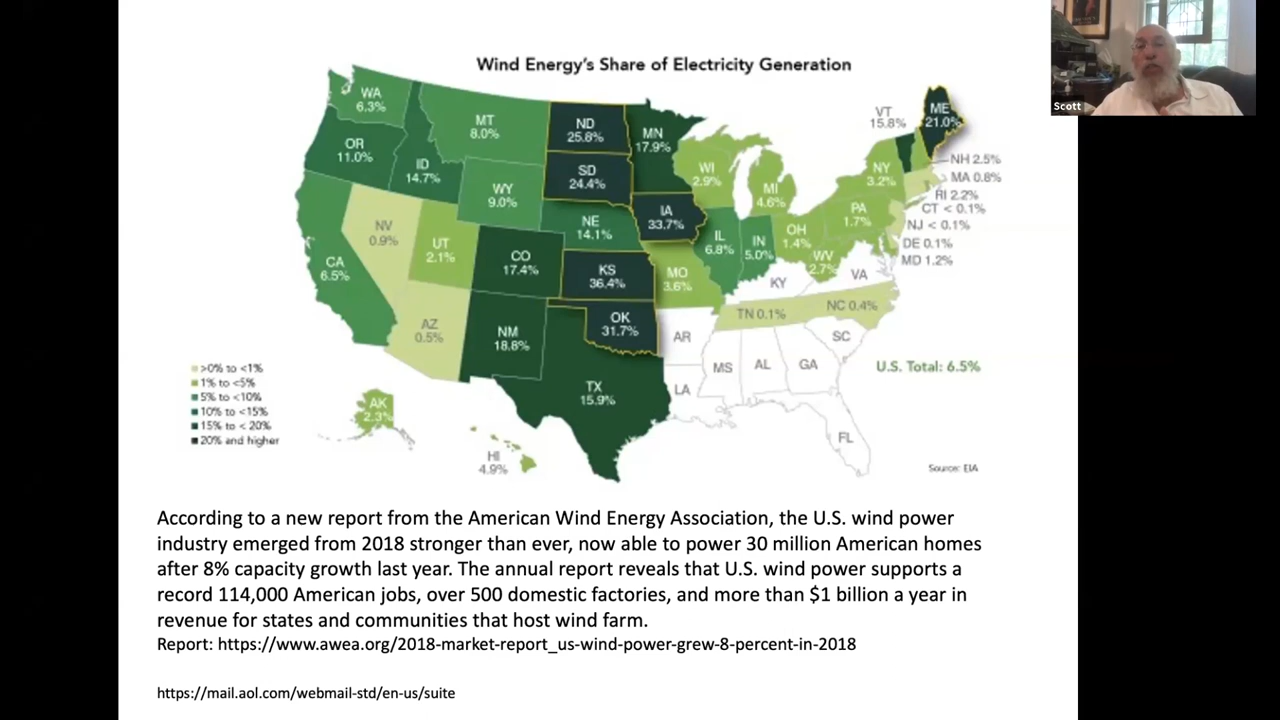 Wind Energy's Share of Electricity Generation
Scott
WA
6.3%
MT
8.0%
ND
25.8%
MN
17.9%
VT
15.8%
ME
21.0%
OR
11.0%
ID
14.7%
SD
24.4%
WI
2.9%
NY
3.2%
NH 2.5%
MA 0.8%
RI 2.2%
CT < 0.1%
NJ < 0.1%
DE 0.1%
MD 1.2%
WY
9.0%
IA
33.7%
MI
4.6%
PA
1.7%
NV
0.9%
UT
2.1%
NE
14.1%
IL
6.8%
IN
5.0%
OH
1.4%
WV
2.7%
VA
CA
6.5%
CO
17.4%
KS
36.4%
MO
3.6%
KY
AZ
0.5%
NM
18.8%
OK
31.7%
AR
TN 0.1%
NC 0.4%
SC
MS
AL
GA
U.S. Total: 6.5%
TX
15.9%
LA
FL
AK
2.3%
HI
4.9%
>0% to <1%
1% to <5%
5% to <10%
10% to <15%
15% to < 20%
20% and higher
Source: EIA
According to a new report from the American Wind Energy Association, the U.S. wind power
industry emerged from 2018 stronger than ever, now able to power 30 million American homes
after 8% capacity growth last year. The annual report reveals that U.S. wind power supports a
record 114,000 American jobs, over 500 domestic factories, and more than $1 billion a year in
revenue for states and communities that host wind farm.
Report: https://www.awea.org/2018-market-report_us-wind-power-grew-8-percent-in-2018
https://mail.aol.com/webmail-std/en-us/suite